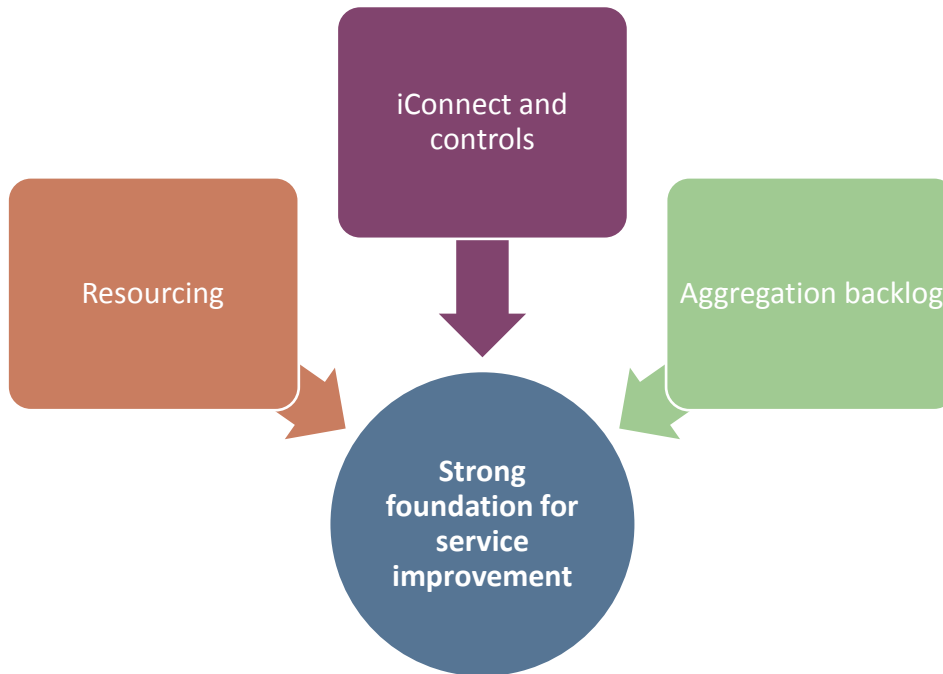 iConnect and
controls
Resourcing
Aggregation backlog
Strong
foundation for
service
improvement